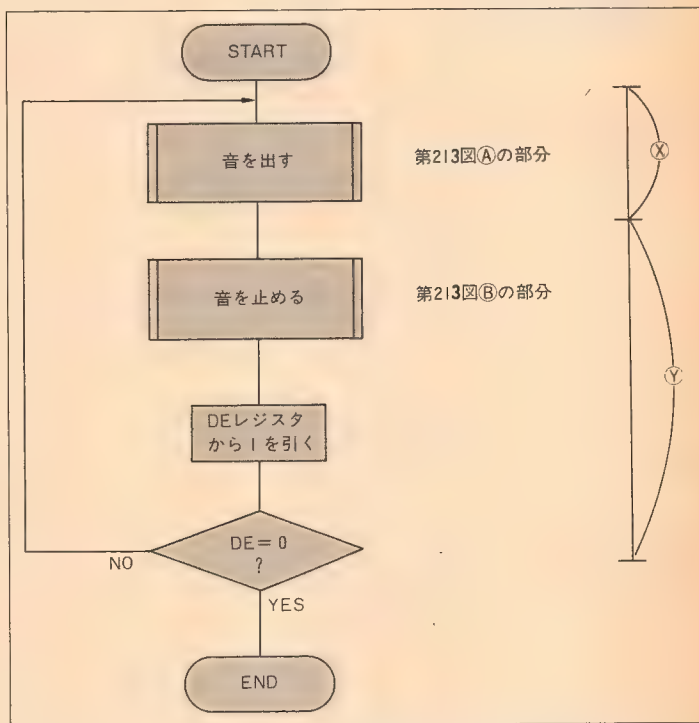 START
音を出す
第213図Ⓐの部分
Ⓧ
音を止める
第213図Ⓑの部分
Ⓨ
DEレジスタ
から1を引く
DE=0
?
NO
YES
END